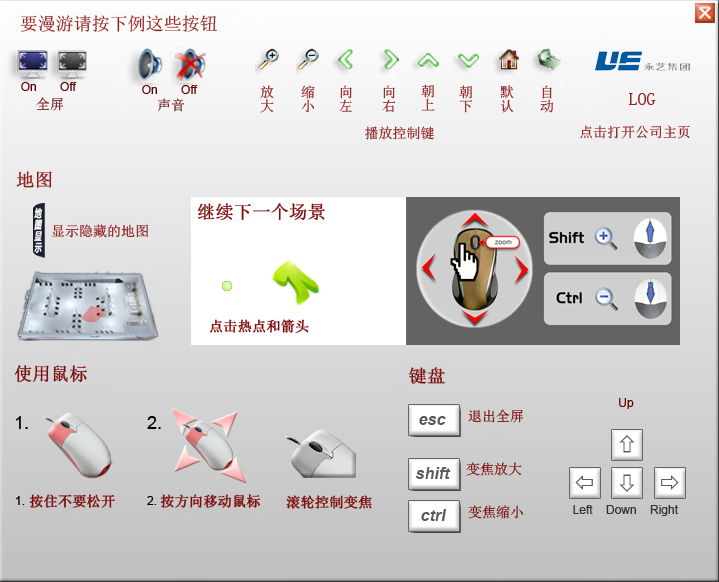 要漫游请按下例这些按钮
On Off
全屏
On Off
声音
放大
缩小
向左
向右
朝上
朝下
默认
自动
播放控制键
UE 永艺集团
LOG
点击打开公司主页
地图
地图显示
显示隐藏的地图
继续下一个场景
点击热点和箭头
zoom
Shift
Ctrl
使用鼠标
1.
2.
1. 按住不要松开
2. 按方向移动鼠标
滚轮控制变焦
键盘
esc 退出全屏
shift 变焦放大
ctrl 变焦缩小
Up
Left Down Right